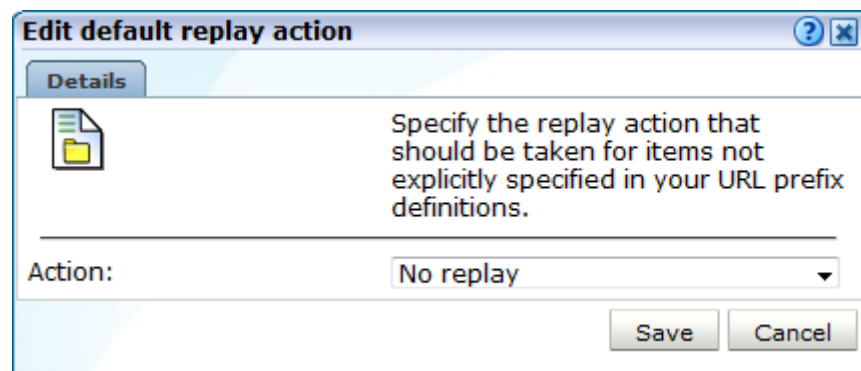 Edit default replay action
?
Details
Specify the replay action that
should be taken for items not
explicitly specified in your URL prefix
definitions.
Action:
No replay
Save
Cancel